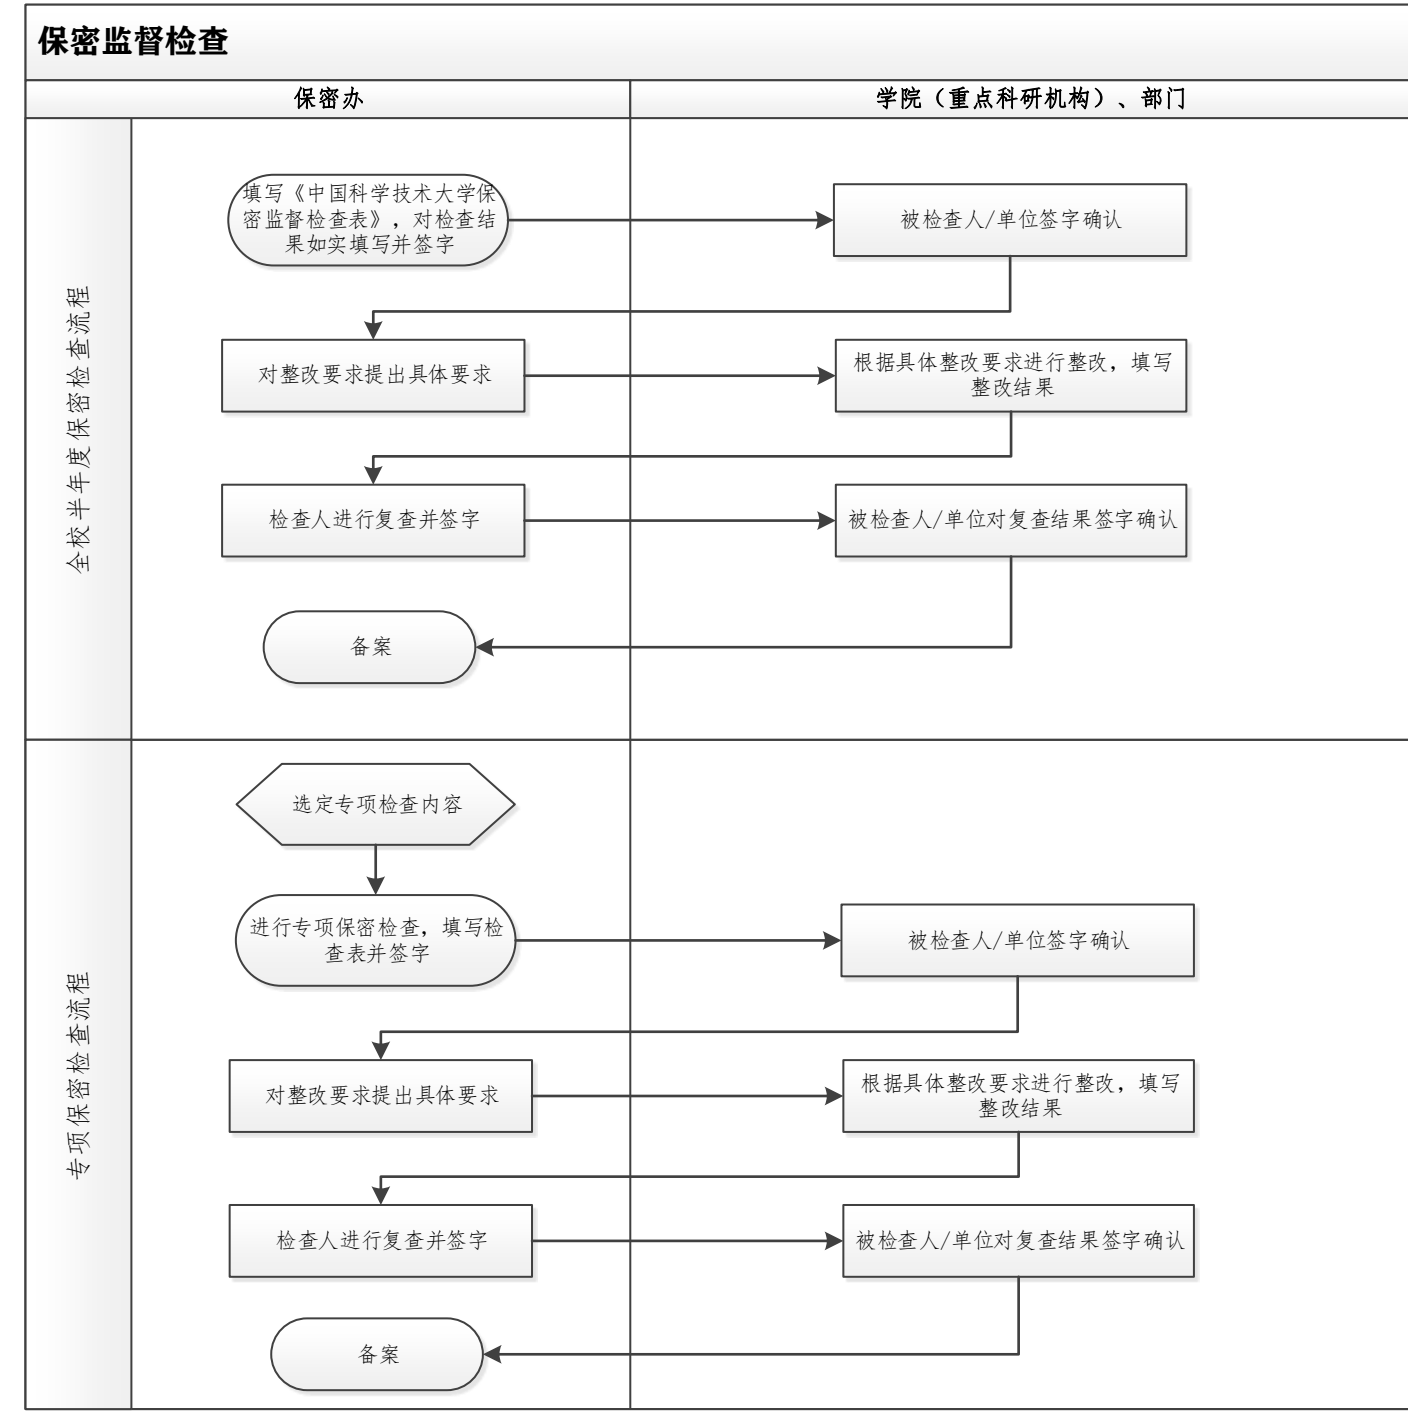 保密监督检查
保密办
学院（重点科研机构）、部门
全校半年度保密检查流程
填写《中国科学技术大学保
密监督检查表》，对检查结
果如实填写并签字
被检查人/单位签字确认
对整改要求提出具体要求
根据具体整改要求进行整改，填写
整改结果
检查人进行复查并签字
被检查人/单位对复查结果签字确认
备案
专项保密检查流程
选定专项检查内容
进行专项保密检查，填写检
查表并签字
被检查人/单位签字确认
对整改要求提出具体要求
根据具体整改要求进行整改，填写
整改结果
检查人进行复查并签字
被检查人/单位对复查结果签字确认
备案